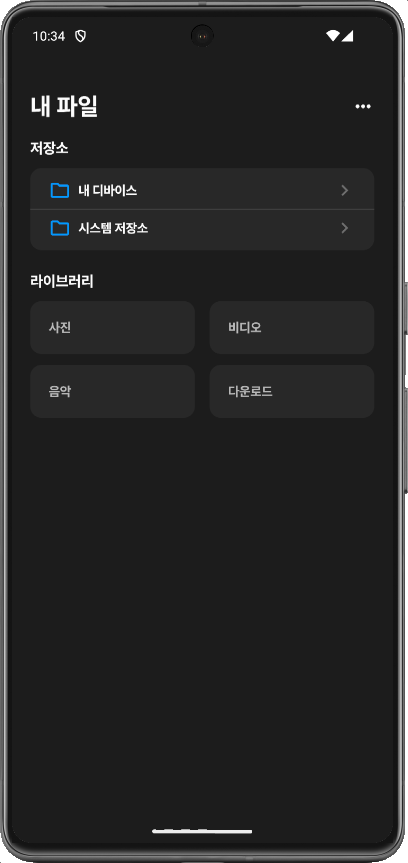 10:34
내 파일
저장소
내 디바이스
시스템 저장소
라이브러리
사진
비디오
음악
다운로드